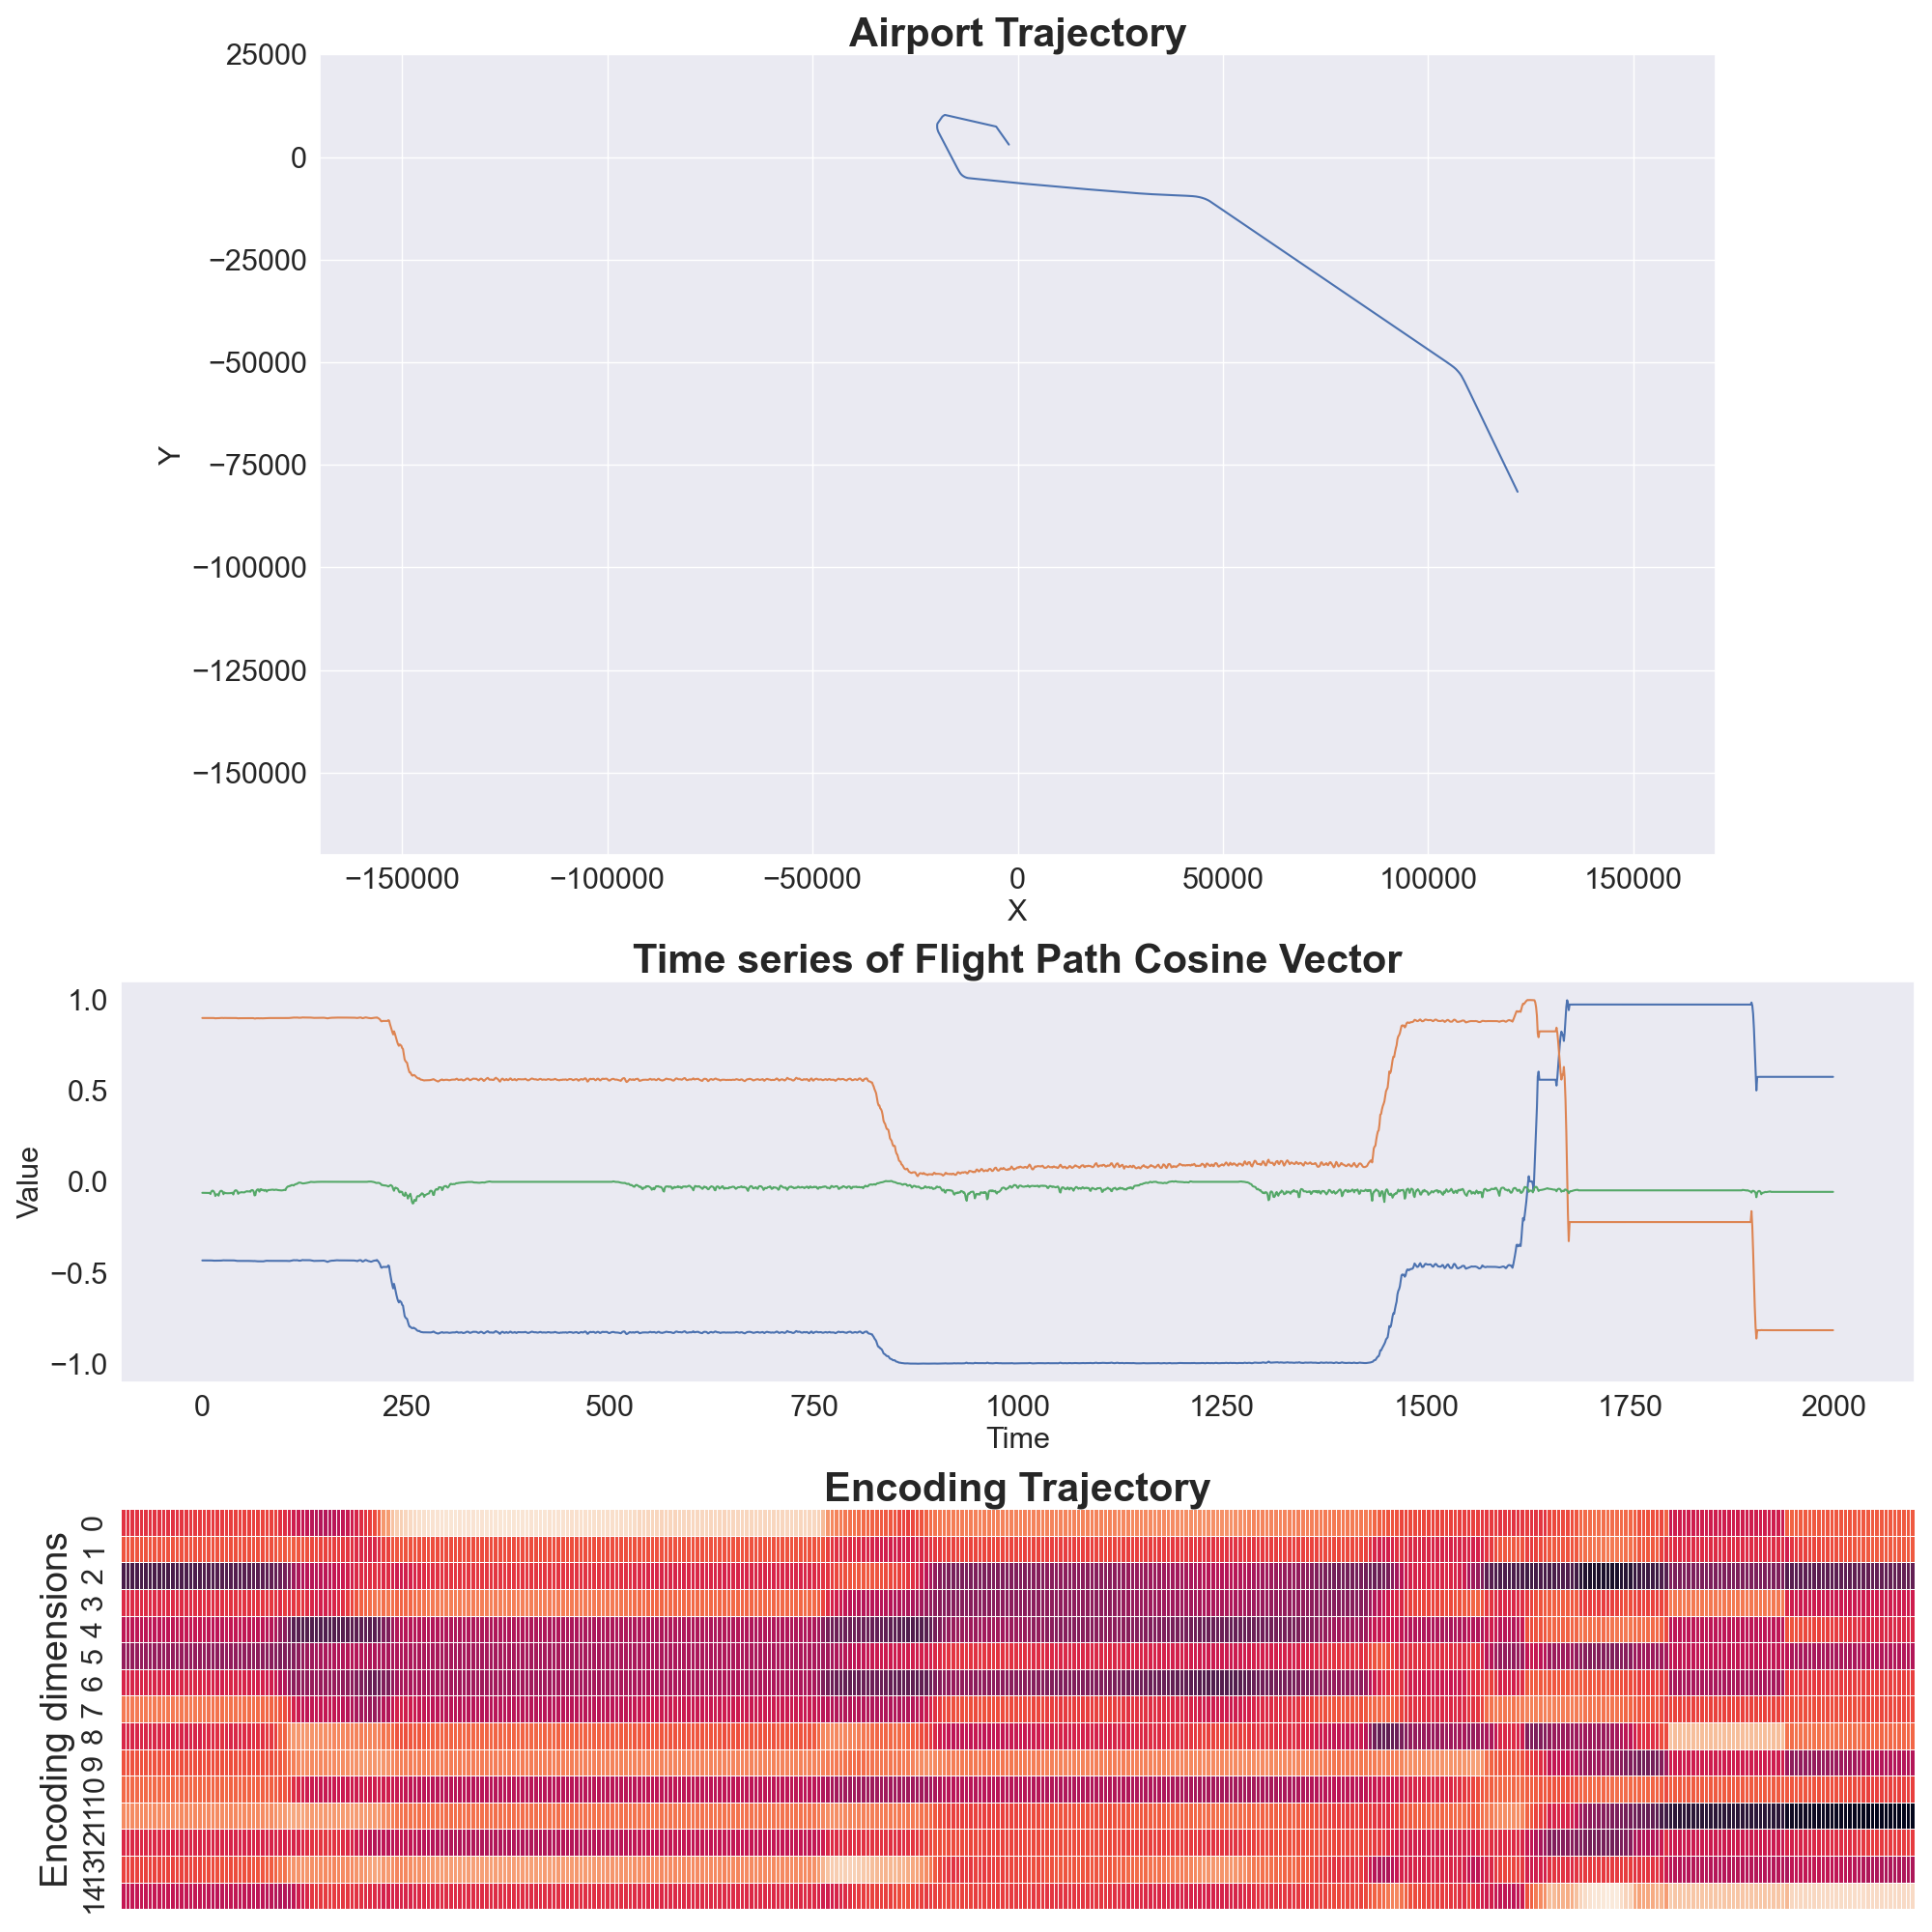 Airport Trajectory
25000
0
−25000
−50000
−75000
−100000
−125000
−150000
Y
−150000 −100000 −50000 0 50000 100000 150000
X
Time series of Flight Path Cosine Vector
1.0
0.5
0.0
−0.5
−1.0
Value
0 250 500 750 1000 1250 1500 1750 2000
Time
Encoding Trajectory
Encoding dimensions
0
1
2
3
4
5
6
7
8
9
10
11
12
13
14